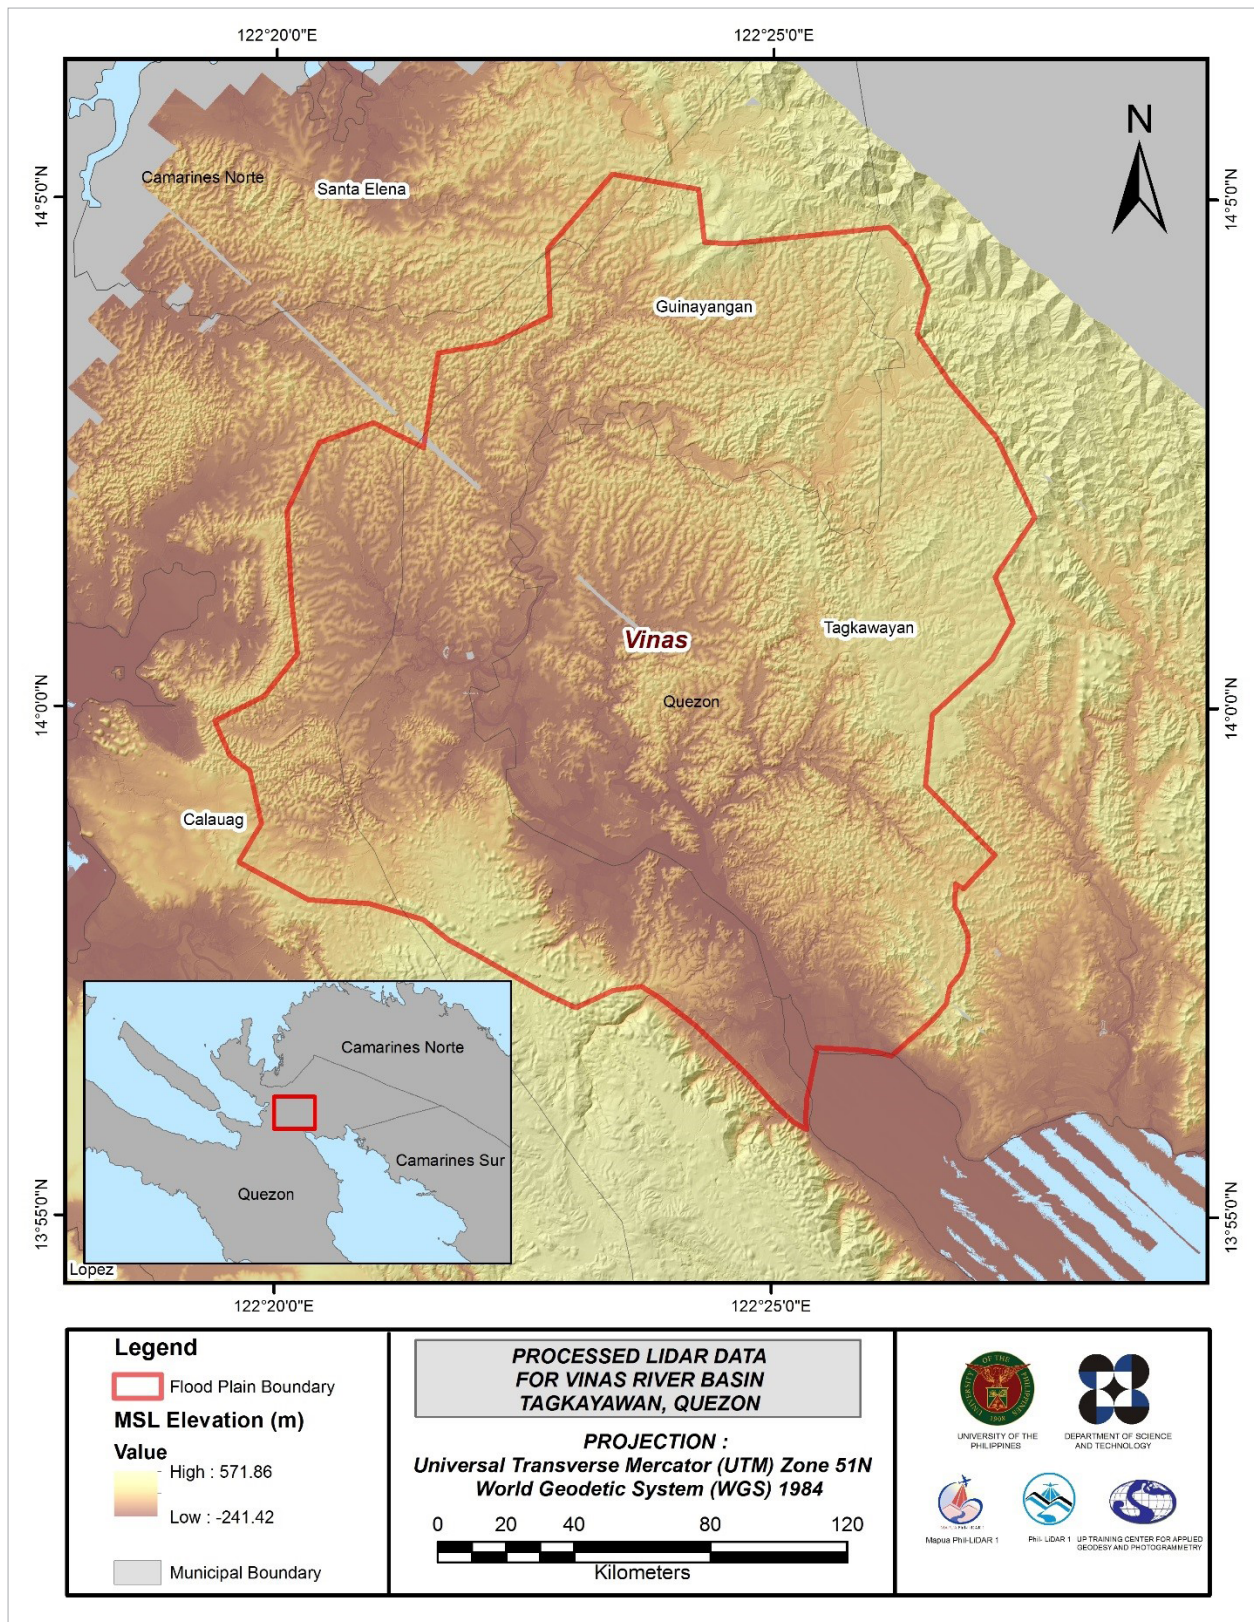 122°20'0"E
122°25'0"E
N
14°5'0"N
14°5'0"N
Camarines Norte
Santa Elena
Guinayangan
Vinas
Tagkawayan
Quezon
14°0'0"N
14°0'0"N
Calauag
Camarines Norte
Camarines Sur
Quezon
13°55'0"N
13°55'0"N
Lopez
122°20'0"E
122°25'0"E
Legend
Flood Plain Boundary
MSL Elevation (m)
Value
High : 571.86
Low : -241.42
Municipal Boundary
PROCESSED LIDAR DATA
FOR VINAS RIVER BASIN
TAGKAYAWAN, QUEZON
PROJECTION :
Universal Transverse Mercator (UTM) Zone 51N
World Geodetic System (WGS) 1984
0 20 40 80 120
Kilometers
UNIVERSITY OF THE PHILIPPINES
1908
UNIVERSITY OF THE
PHILIPPINES
DEPARTMENT OF SCIENCE
AND TECHNOLOGY
Mapua Phil-LiDAR 1
Phil- LiDAR 1
UP TRAINING CENTER FOR APPLIED
GEODESY AND PHOTOGRAMMETRY